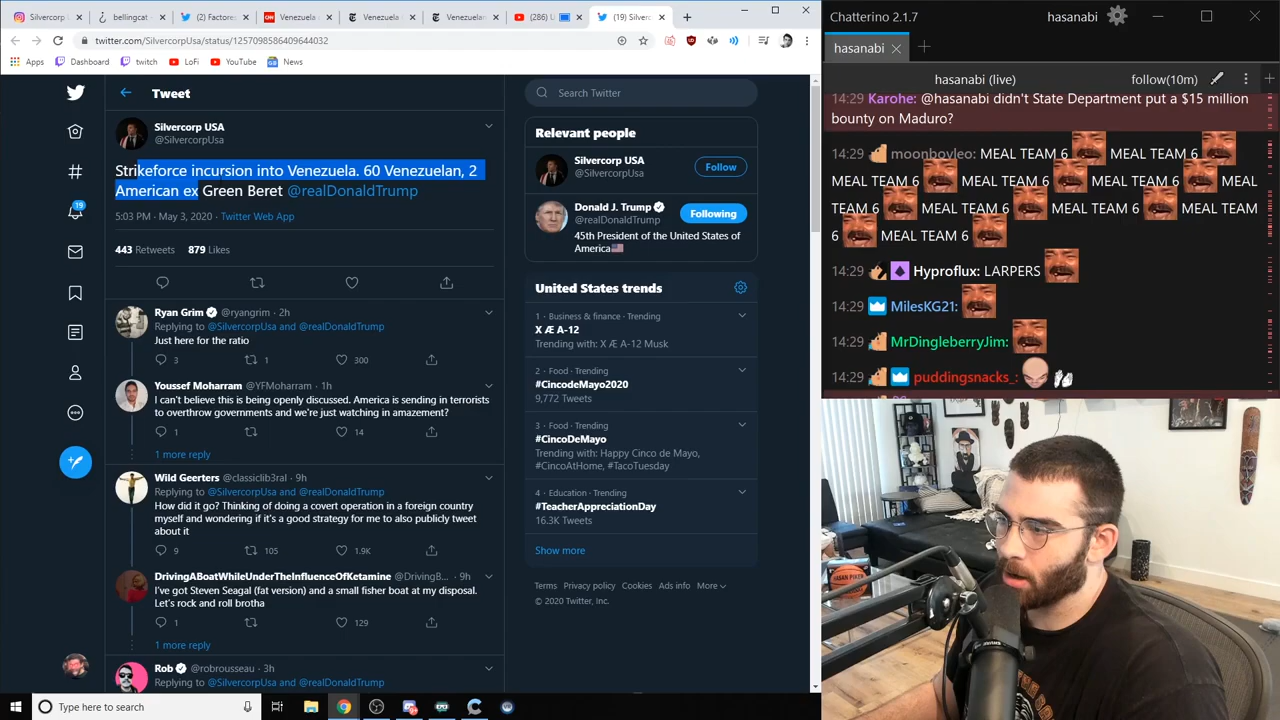 Instagram
bellingcat
(2) Factores
Venezuela a
Venezuela
Venezuelan,
(286) U
(19) Silverc
twitter.com/SilvercorpUsa/status/1257098586409644032
Apps
Dashboard
twitch
LoFi
YouTube
News
Tweet
Search Twitter
Silvercorp USA
@SilvercorpUsa
Strikeforce incursion into Venezuela. 60 Venezuelan, 2
American ex Green Beret @realDonaldTrump
5:03 PM · May 3, 2020 · Twitter Web App
443 Retweets 879 Likes
19
Ryan Grim @ryangrim · 2h
Replying to @SilvercorpUsa and @realDonaldTrump
Just here for the ratio
3 1 300
Youssef Moharram @YFMoharram · 1h
I can't believe this is being openly discussed. America is sending in terrorists
to overthrow governments and we're just watching in amazement?
1 14
1 more reply
Wild Geerters @classiclib3ral · 9h
Replying to @SilvercorpUsa and @realDonaldTrump
How did it go? Thinking of doing a covert operation in a foreign country
myself and wondering if it's a good strategy for me to also publicly tweet
about it
9 105 1.9K
DrivingABoatWhileUnderTheInfluenceOfKetamine @DrivingB... · 9h
I've got Steven Seagal (fat version) and a small fisher boat at my disposal.
Let's rock and roll brotha
1 129
1 more reply
Rob @robrousseau · 3h
Replying to @SilvercorpUsa and @realDonaldTrump
Relevant people
Silvercorp USA
@SilvercorpUsa
Follow
Donald J. Trump
@realDonaldTrump
Following
45th President of the United States of
America
United States trends
1 · Business & finance · Trending
X Æ A-12
Trending with: X Æ A-12 Musk
2 · Food · Trending
#CincodeMayo2020
9,772 Tweets
3 · Food · Trending
#CincoDeMayo
Trending with: Happy Cinco de Mayo,
#CincoAtHome, #TacoTuesday
4 · Education · Trending
#TeacherAppreciationDay
16.3K Tweets
Show more
Terms Privacy policy Cookies Ads info More
© 2020 Twitter, Inc.
Type here to search
Chatterino 2.1.7
hasanabi
hasanabi
hasanabi (live)
follow(10m)
14:29 Karohe: @hasanabi didn't State Department put a $15 million
bounty on Maduro?
14:29 moonboyleo: MEAL TEAM 6 MEAL TEAM 6
MEAL TEAM 6 MEAL TEAM 6 MEAL TEAM 6 MEAL
TEAM 6 MEAL TEAM 6 MEAL TEAM 6 MEAL TEAM
6 MEAL TEAM 6
14:29 Hyproflux: LARPERS
14:29 MilesKG21:
14:29 MrDingleberryJim:
14:29 puddingsnacks_:
HASAN PIKER